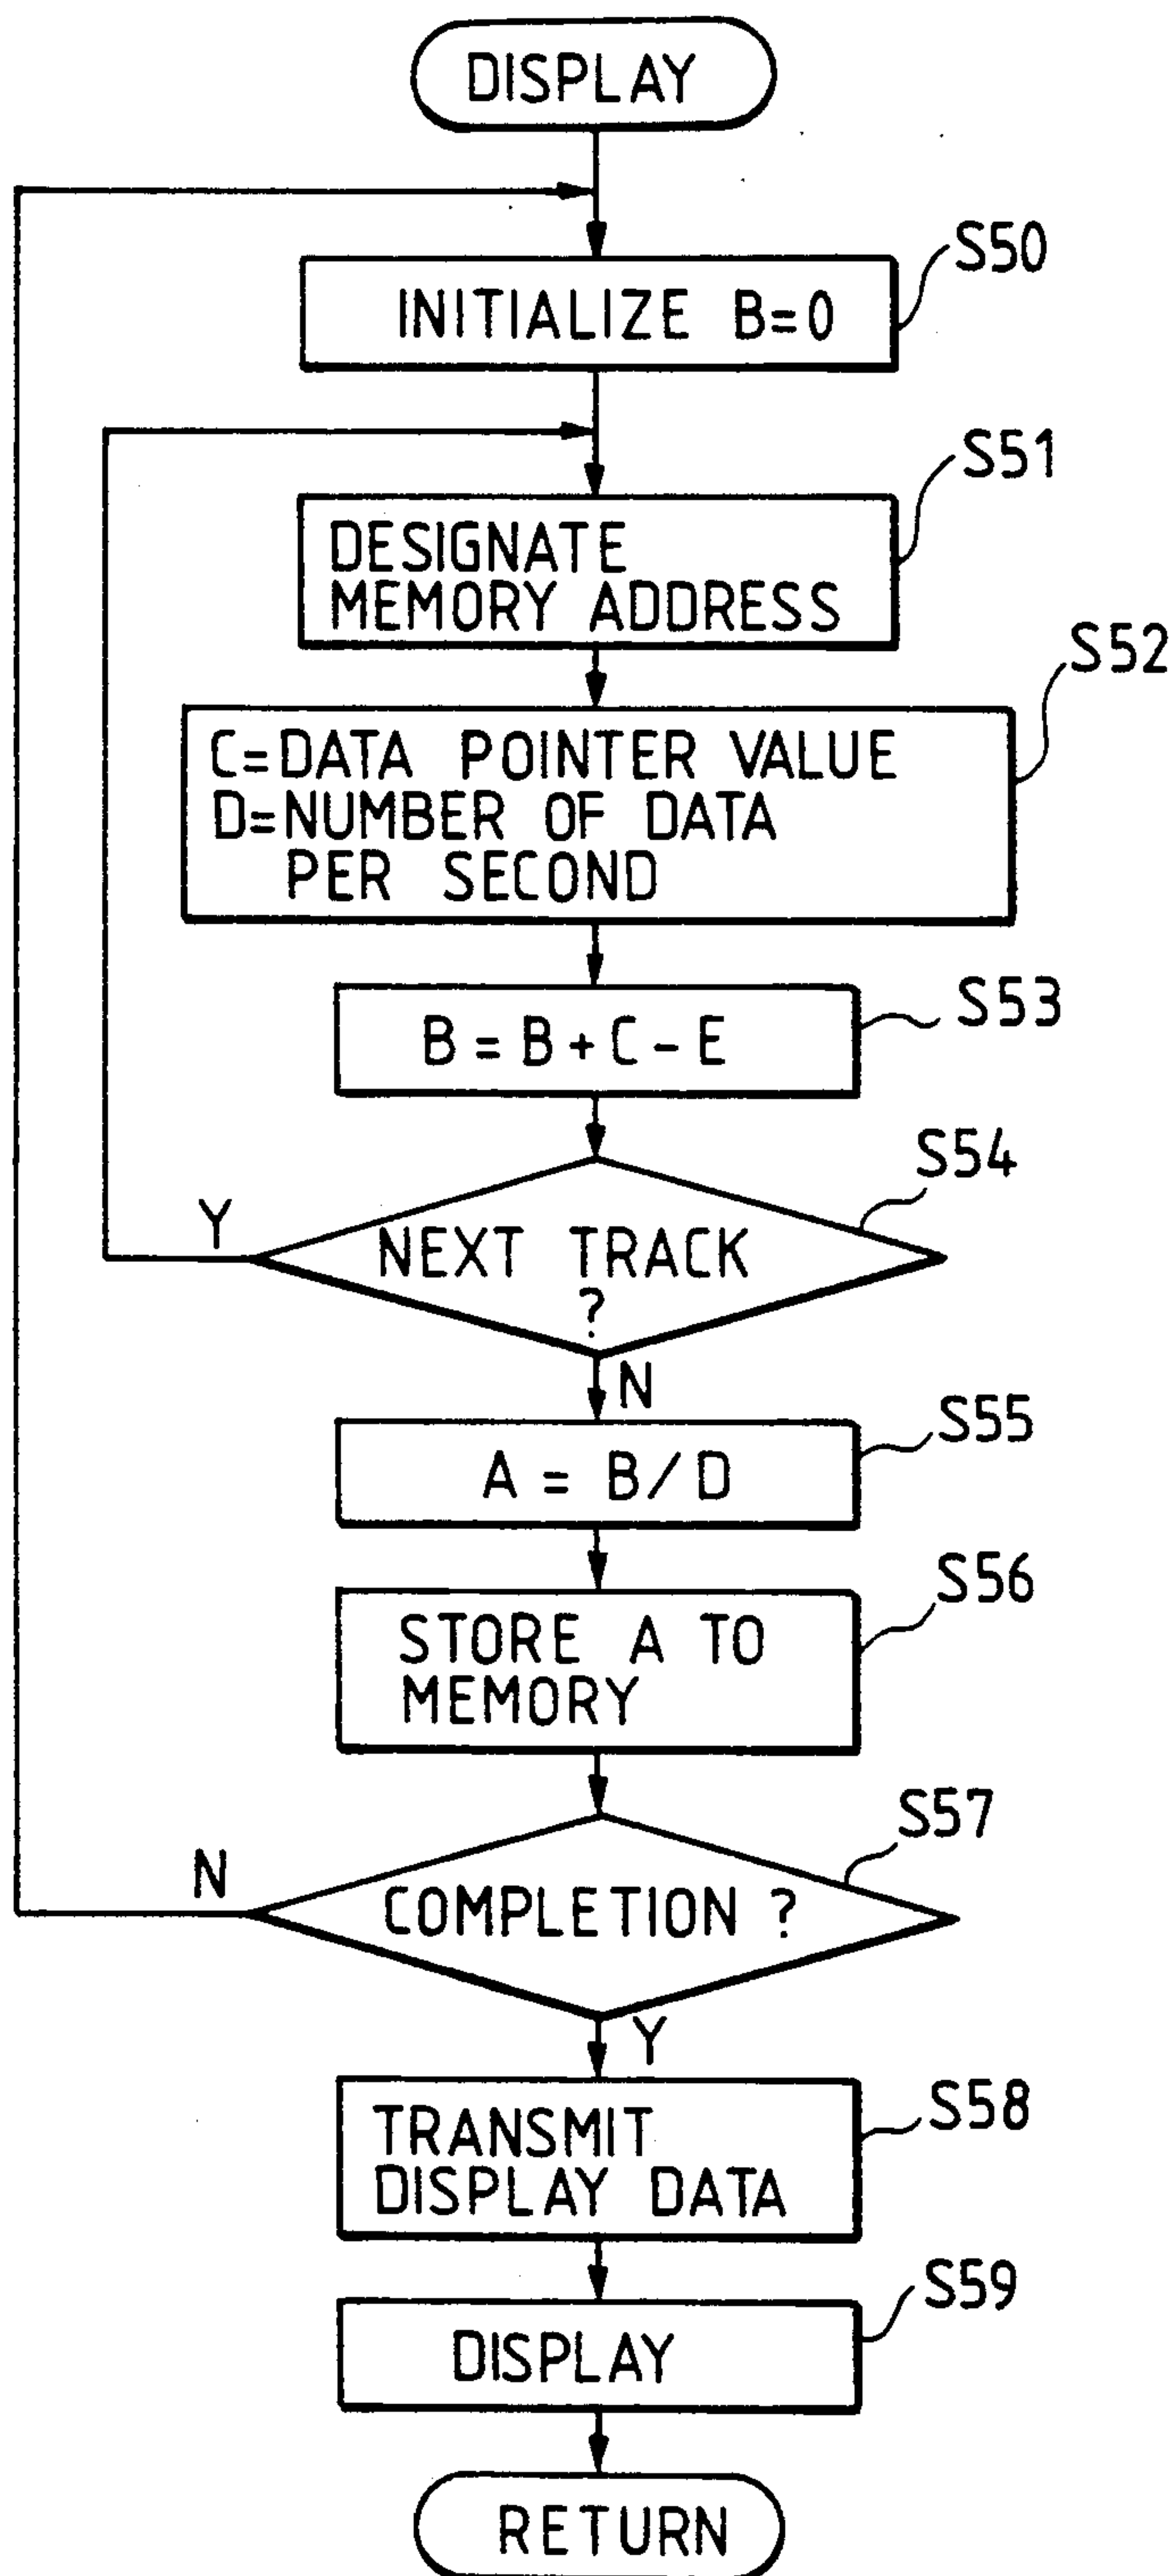 DISPLAY
S50
INITIALIZE B=0
S51
DESIGNATE
MEMORY ADDRESS
S52
C=DATA POINTER VALUE
D=NUMBER OF DATA
PER SECOND
S53
B = B + C - E
S54
Y
NEXT TRACK
?
N
S55
A = B / D
S56
STORE A TO
MEMORY
S57
N
COMPLETION ?
Y
S58
TRANSMIT
DISPLAY DATA
S59
DISPLAY
RETURN